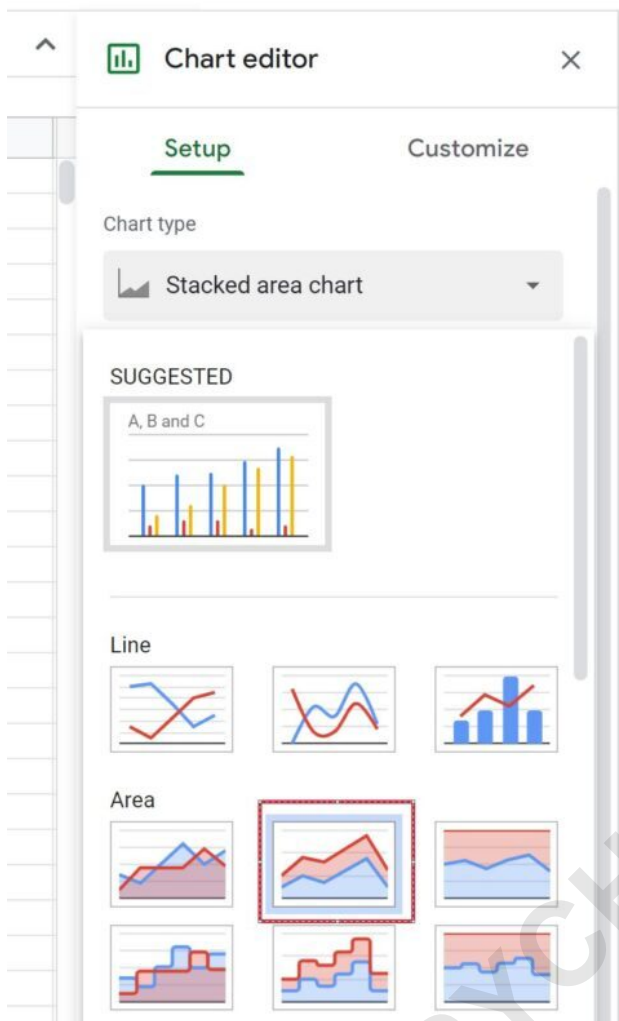 Chart editor
Setup Customize
Chart type
Stacked area chart
SUGGESTED
A, B and C
Line
Area